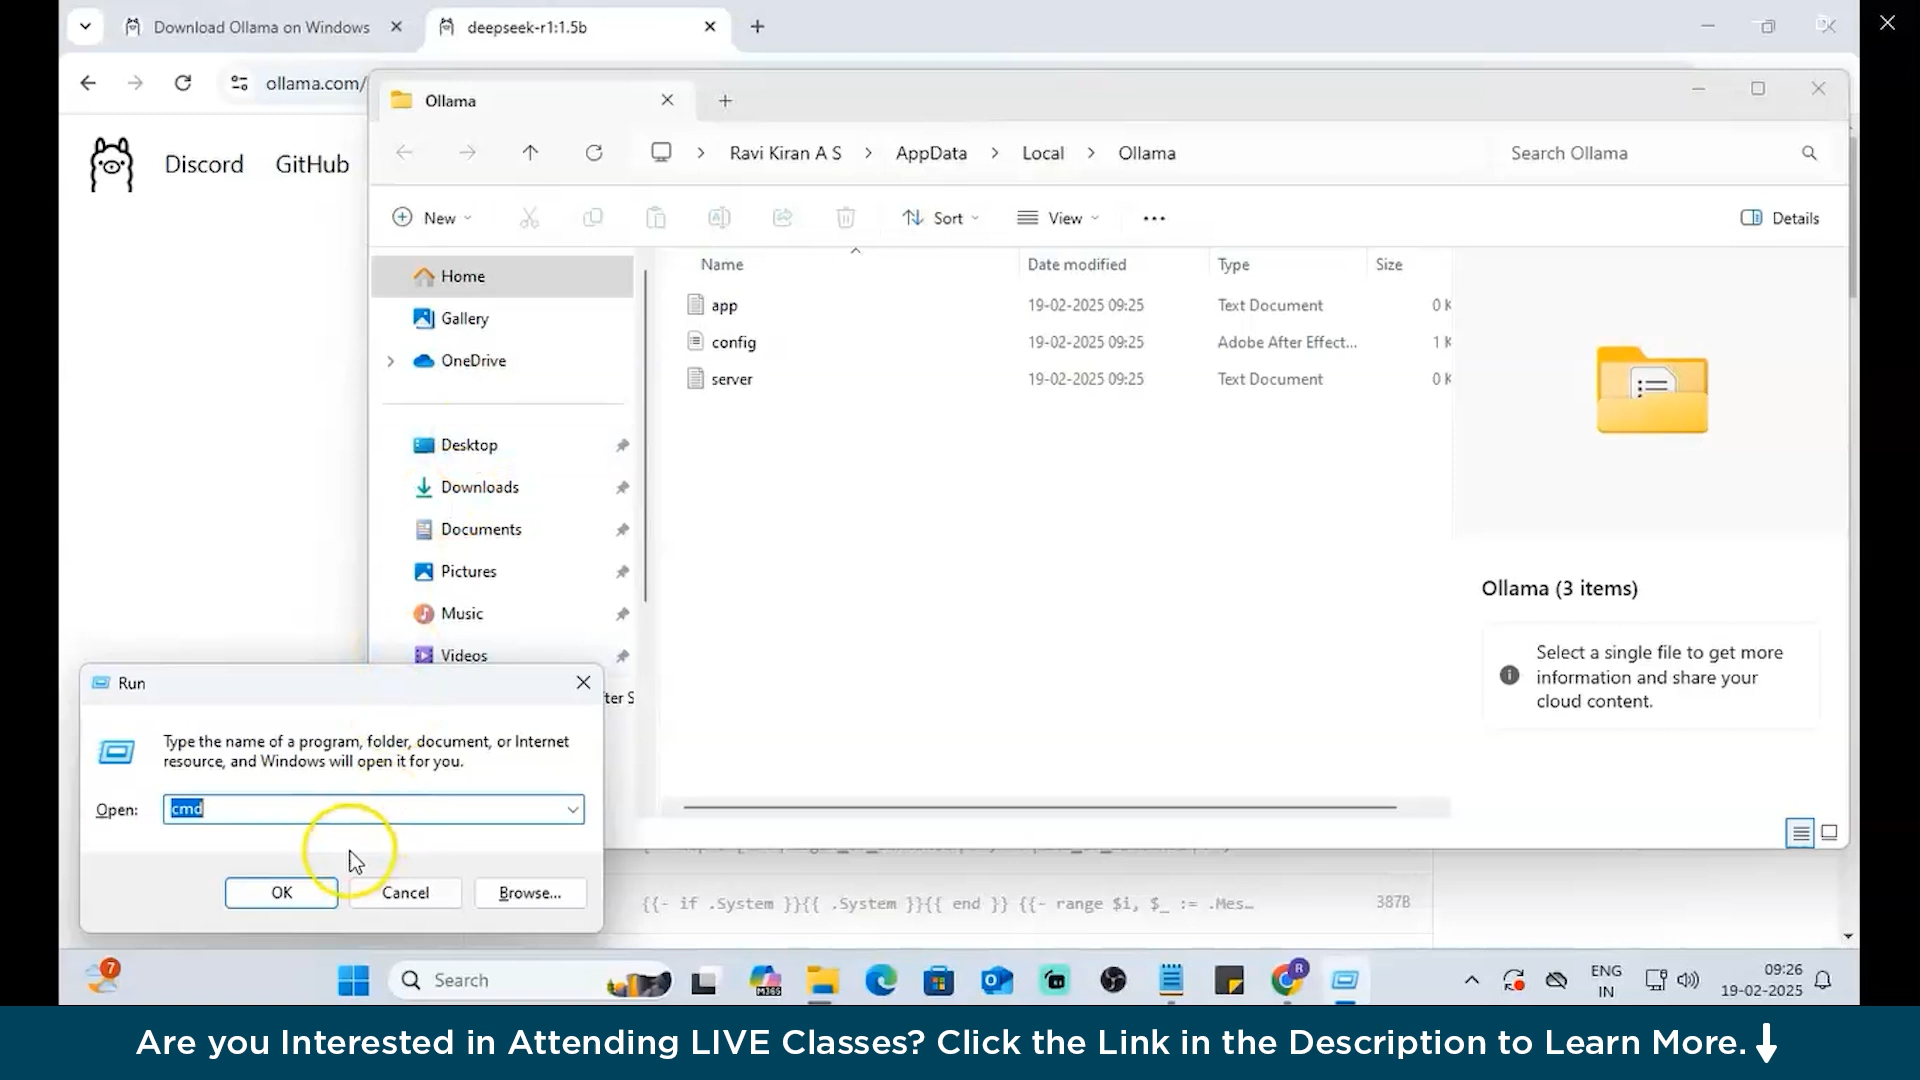 Download Ollama on Windows
deepseek-r1:1.5b
ollama.com/
Ollama
Ravi Kiran A S > AppData > Local > Ollama
Search Ollama
Discord GitHub
New
Sort
View
Details
Home
Gallery
OneDrive
Desktop
Downloads
Documents
Pictures
Music
Videos
ter S
Name Date modified Type Size
app 19-02-2025 09:25 Text Document 0 K
config 19-02-2025 09:25 Adobe After Effect... 1 K
server 19-02-2025 09:25 Text Document 0 K
Ollama (3 items)
Select a single file to get more
information and share your
cloud content.
Run
Type the name of a program, folder, document, or Internet
resource, and Windows will open it for you.
Open: cmd
OK Cancel Browse...
{{- if .System }}{{ .System }}{{ end }} {{- range $i, $_ := .Mes…
387B
7
Search
M365
R
ENG
IN
09:26
19-02-2025
Are you Interested in Attending LIVE Classes? Click the Link in the Description to Learn More.